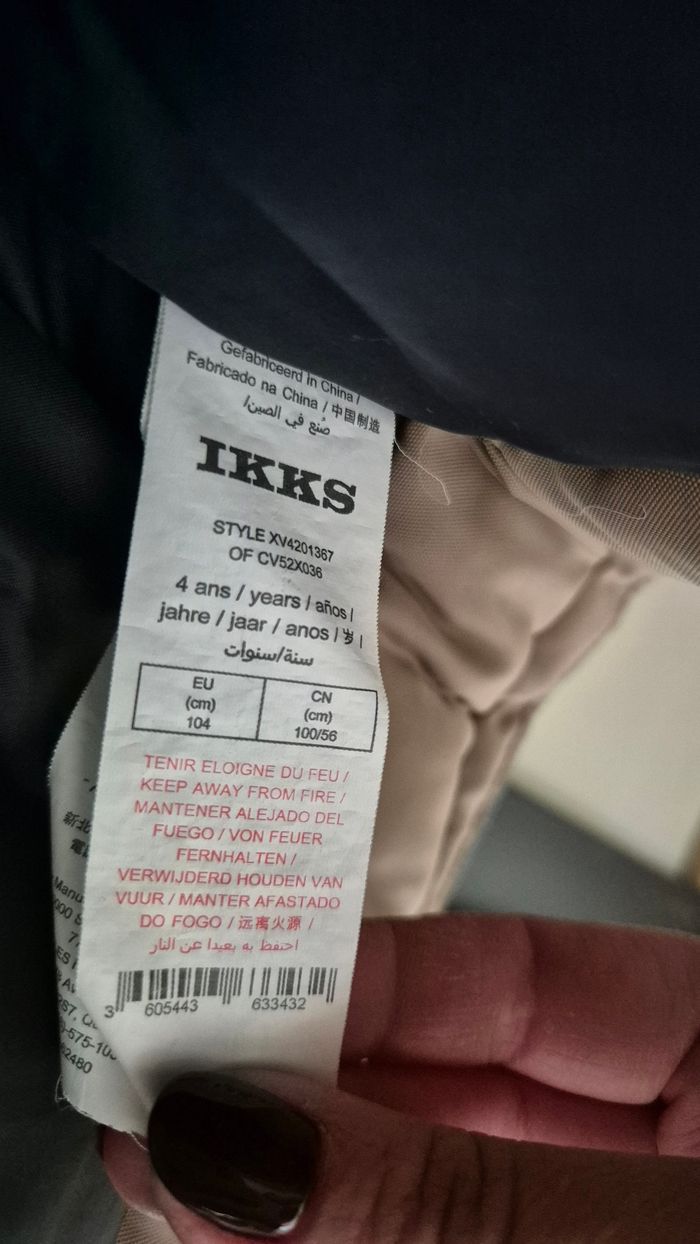 Gefabriceerd in China /
Fabricado na China / 中国制造
صنع في الصين/
IKKS
STYLE XV4201367
OF CV52X036
4 ans / years / años /
jahre / jaar / anos / 岁 /
سنة/سنوات
EU
(cm)
104
CN
(cm)
100/56
TENIR ELOIGNE DU FEU /
KEEP AWAY FROM FIRE /
MANTENER ALEJADO DEL
FUEGO / VON FEUER
FERNHALTEN /
VERWIJDERD HOUDEN VAN
VUUR / MANTER AFASTADO
DO FOGO / 远离火源 /
احتفظ به بعيدا عن النار
3 605443 633432
新北